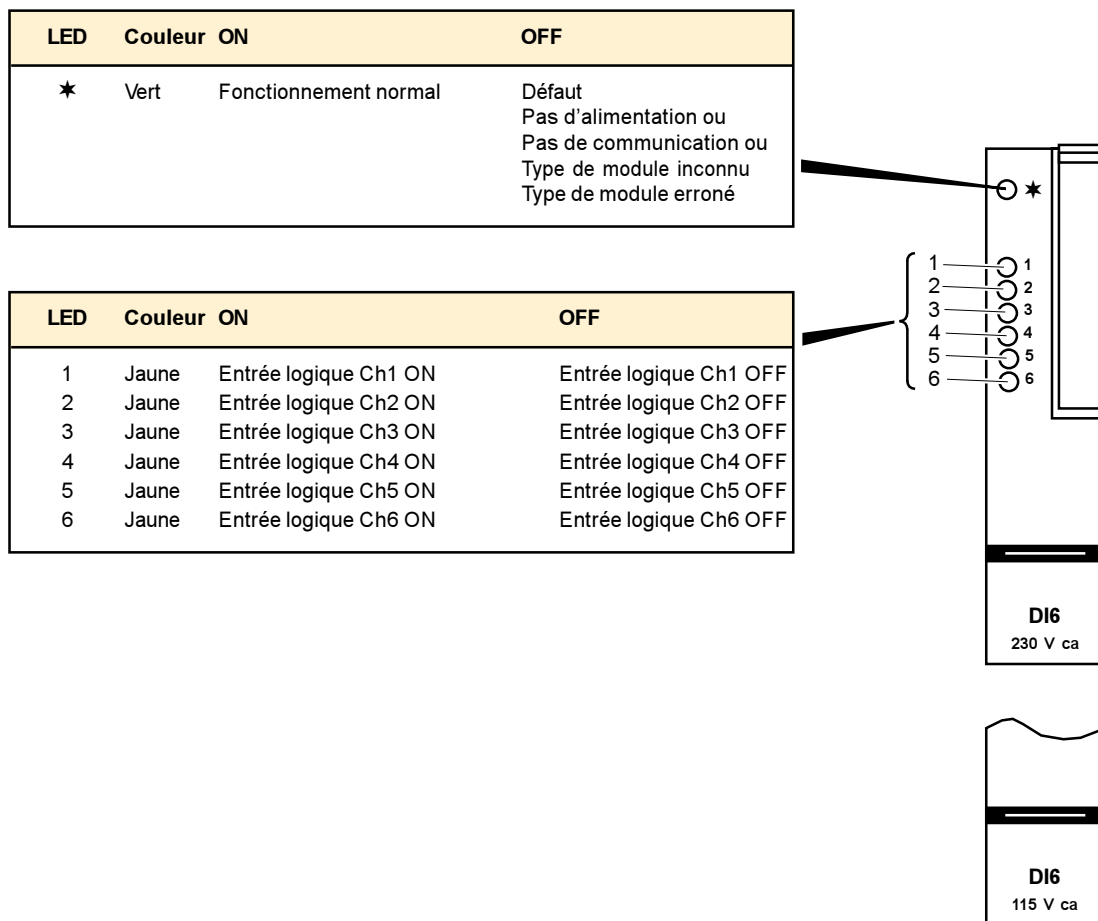 LED Couleur ON OFF
✶ Vert Fonctionnement normal Défaut
Pas d'alimentation ou
Pas de communication ou
Type de module inconnu
Type de module erroné
✶
LED Couleur ON OFF
1 Jaune Entrée logique Ch1 ON Entrée logique Ch1 OFF
2 Jaune Entrée logique Ch2 ON Entrée logique Ch2 OFF
3 Jaune Entrée logique Ch3 ON Entrée logique Ch3 OFF
4 Jaune Entrée logique Ch4 ON Entrée logique Ch4 OFF
5 Jaune Entrée logique Ch5 ON Entrée logique Ch5 OFF
6 Jaune Entrée logique Ch6 ON Entrée logique Ch6 OFF
1 1
2 2
3 3
4 4
5 5
6 6
DI6
230 V ca
DI6
115 V ca